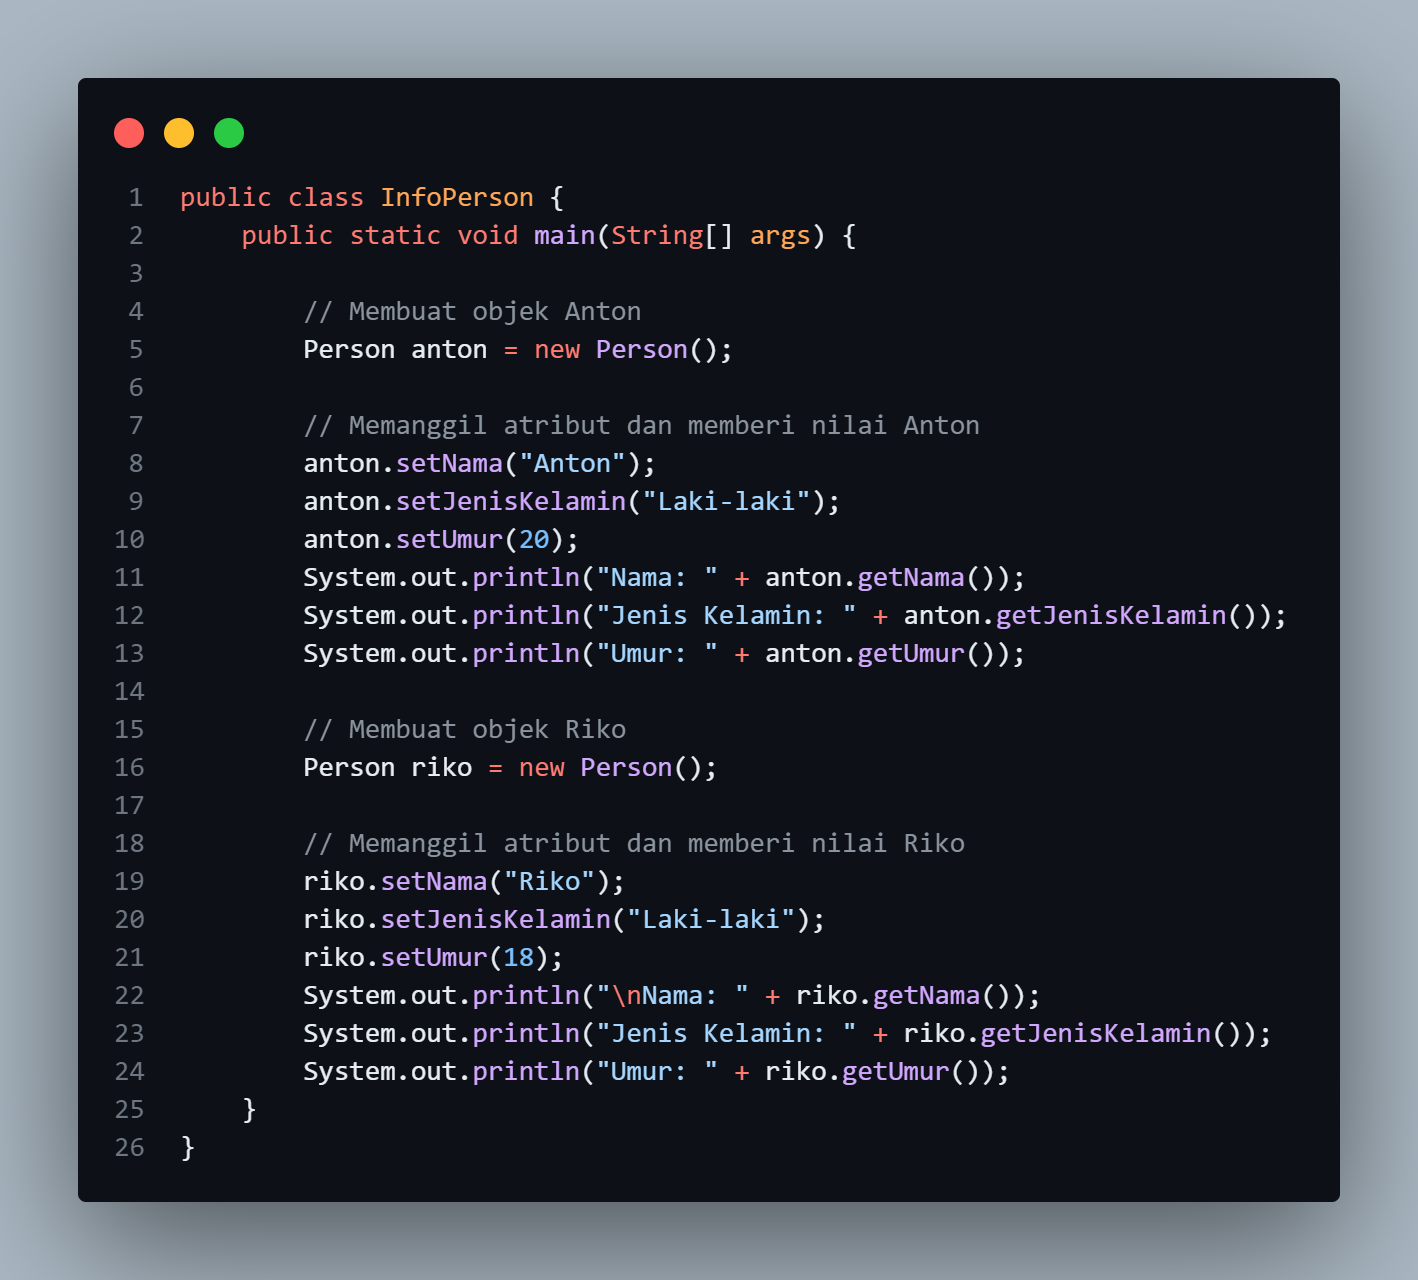 1 public class InfoPerson {
2     public static void main(String[] args) {
3
4         // Membuat objek Anton
5         Person anton = new Person();
6
7         // Memanggil atribut dan memberi nilai Anton
8         anton.setNama("Anton");
9         anton.setJenisKelamin("Laki-laki");
10         anton.setUmur(20);
11         System.out.println("Nama: " + anton.getNama());
12         System.out.println("Jenis Kelamin: " + anton.getJenisKelamin());
13         System.out.println("Umur: " + anton.getUmur());
14
15         // Membuat objek Riko
16         Person riko = new Person();
17
18         // Memanggil atribut dan memberi nilai Riko
19         riko.setNama("Riko");
20         riko.setJenisKelamin("Laki-laki");
21         riko.setUmur(18);
22         System.out.println("\nNama: " + riko.getNama());
23         System.out.println("Jenis Kelamin: " + riko.getJenisKelamin());
24         System.out.println("Umur: " + riko.getUmur());
25     }
26 }